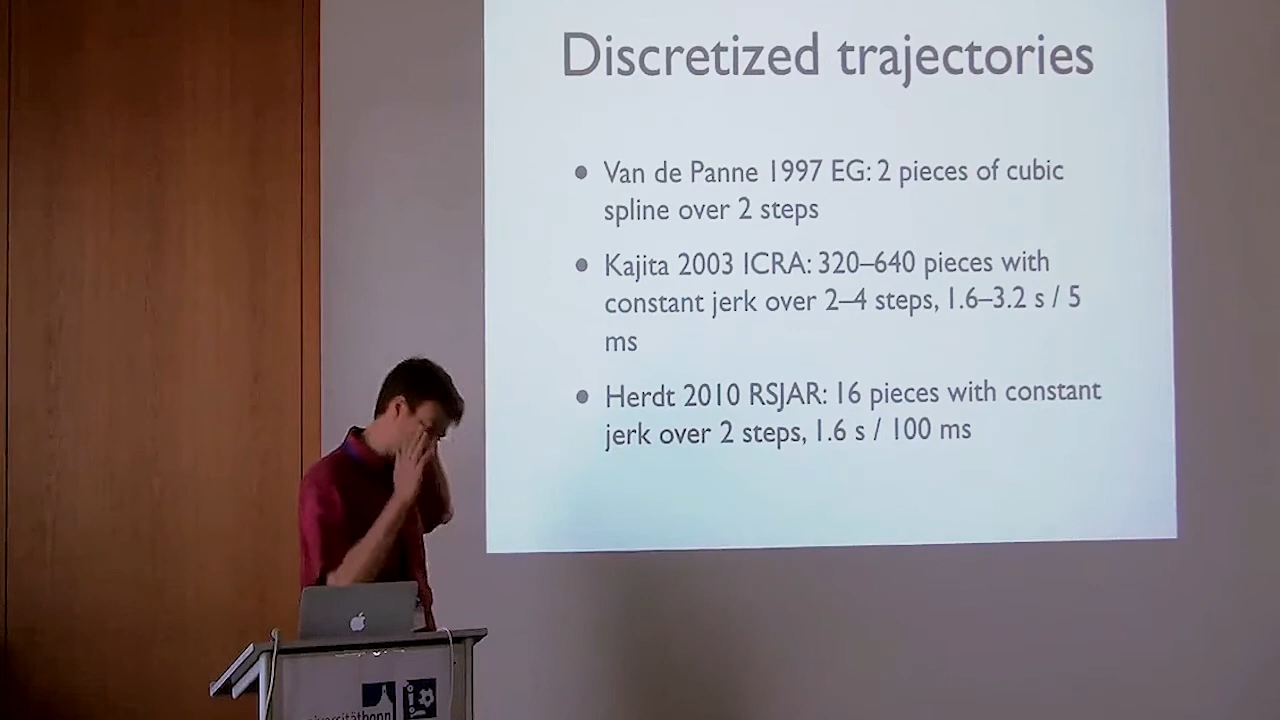 Discretized trajectories
• Van de Panne 1997 EG: 2 pieces of cubic
spline over 2 steps
• Kajita 2003 ICRA: 320–640 pieces with
constant jerk over 2–4 steps, 1.6–3.2 s / 5
ms
• Herdt 2010 RSJAR: 16 pieces with constant
jerk over 2 steps, 1.6 s / 100 ms